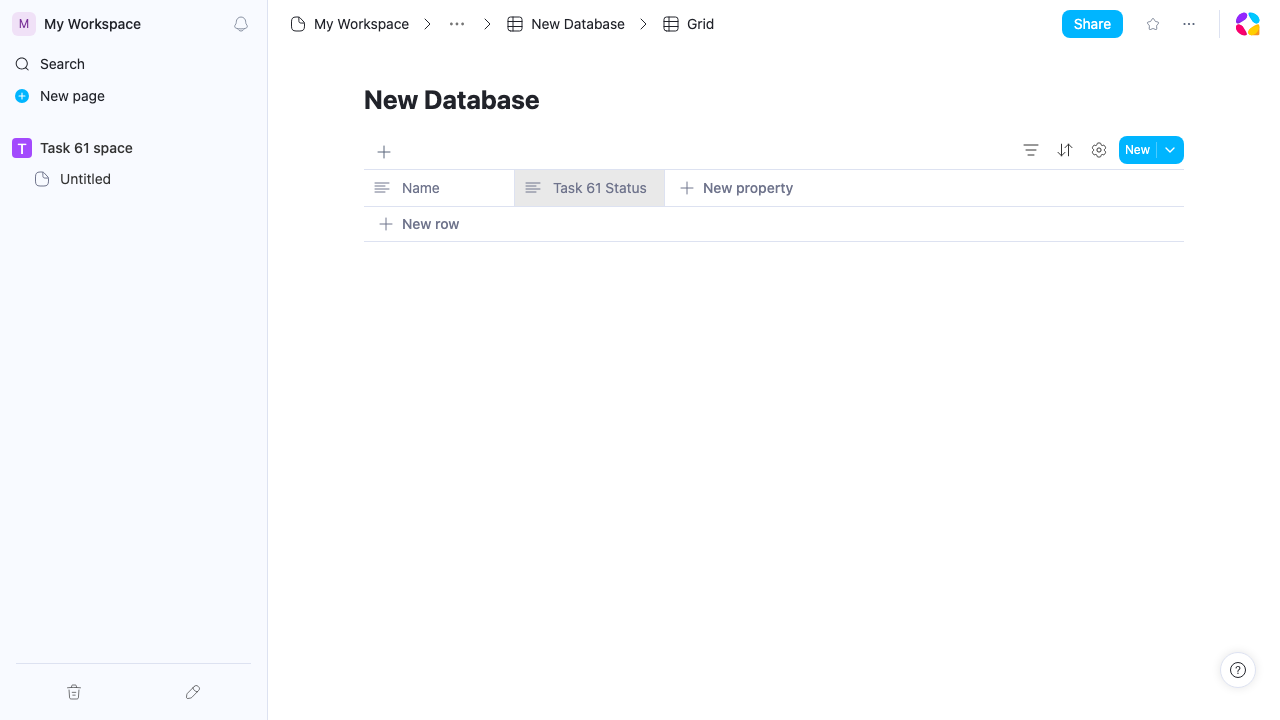 M My Workspace
Search
New page
T Task 61 space
Untitled
My Workspace > ... > New Database > Grid
Share
New Database
New
Name Task 61 Status New property
New row
?